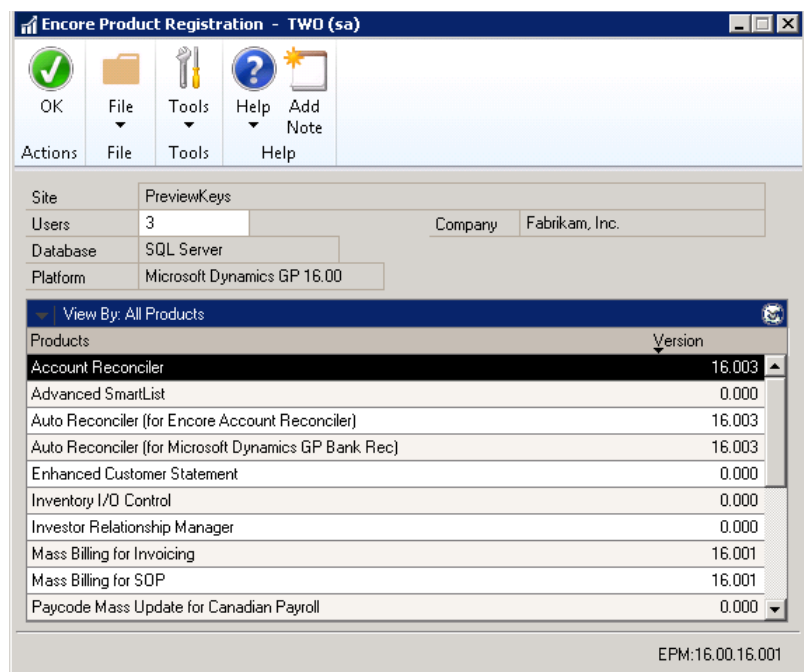 Encore Product Registration - TWO (sa)
OK File Tools Help Add Note
Actions File Tools Help
Site PreviewKeys
Users 3 Company Fabrikam, Inc.
Database SQL Server
Platform Microsoft Dynamics GP 16.00
View By: All Products
Products Version
Account Reconciler 16.003
Advanced SmartList 0.000
Auto Reconciler (for Encore Account Reconciler) 16.003
Auto Reconciler (for Microsoft Dynamics GP Bank Rec) 16.003
Enhanced Customer Statement 0.000
Inventory I/O Control 0.000
Investor Relationship Manager 0.000
Mass Billing for Invoicing 16.001
Mass Billing for SOP 16.001
Paycode Mass Update for Canadian Payroll 0.000
EPM:16.00.16.001